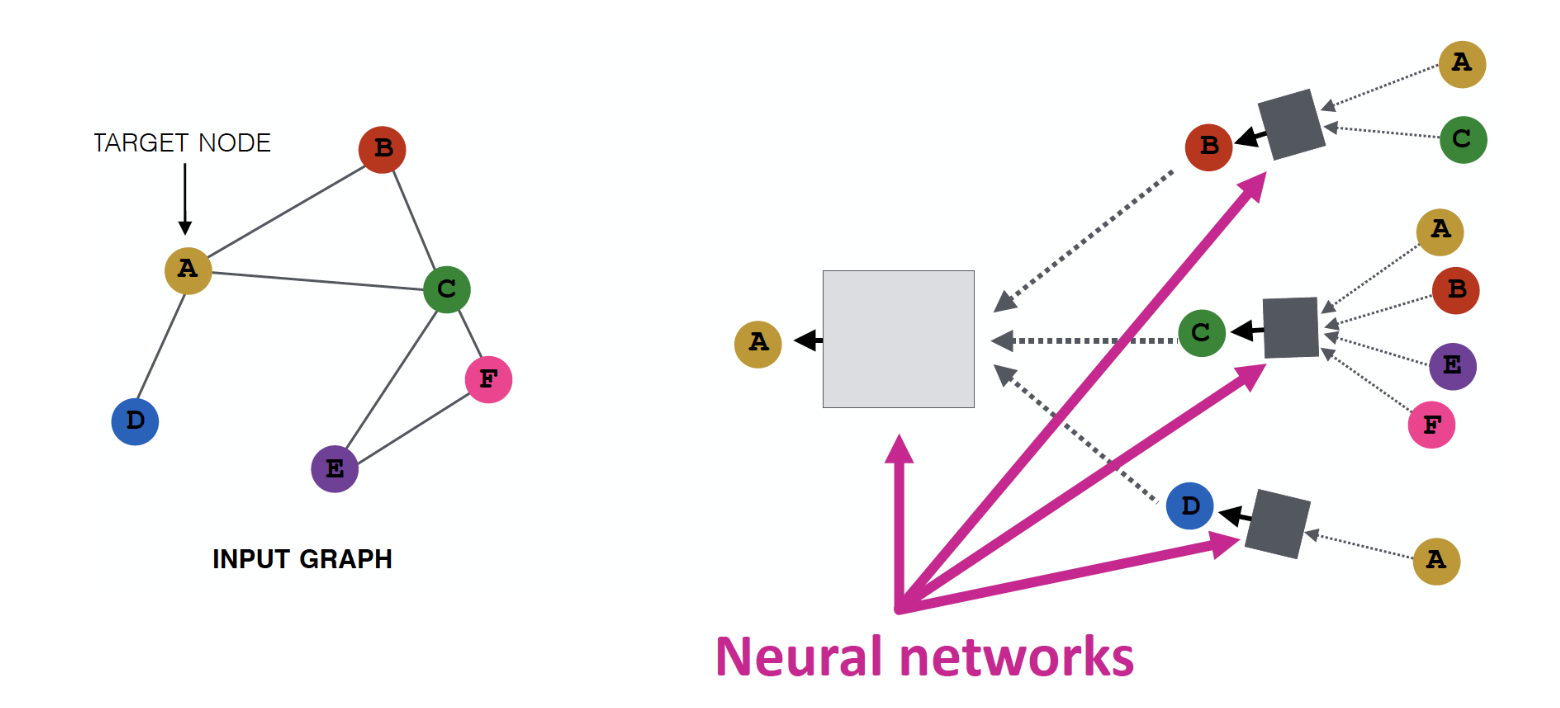 TARGET NODE
B
A
C
F
D
E
INPUT GRAPH
A
C
B
A
B
C
A
E
F
D
A
Neural networks